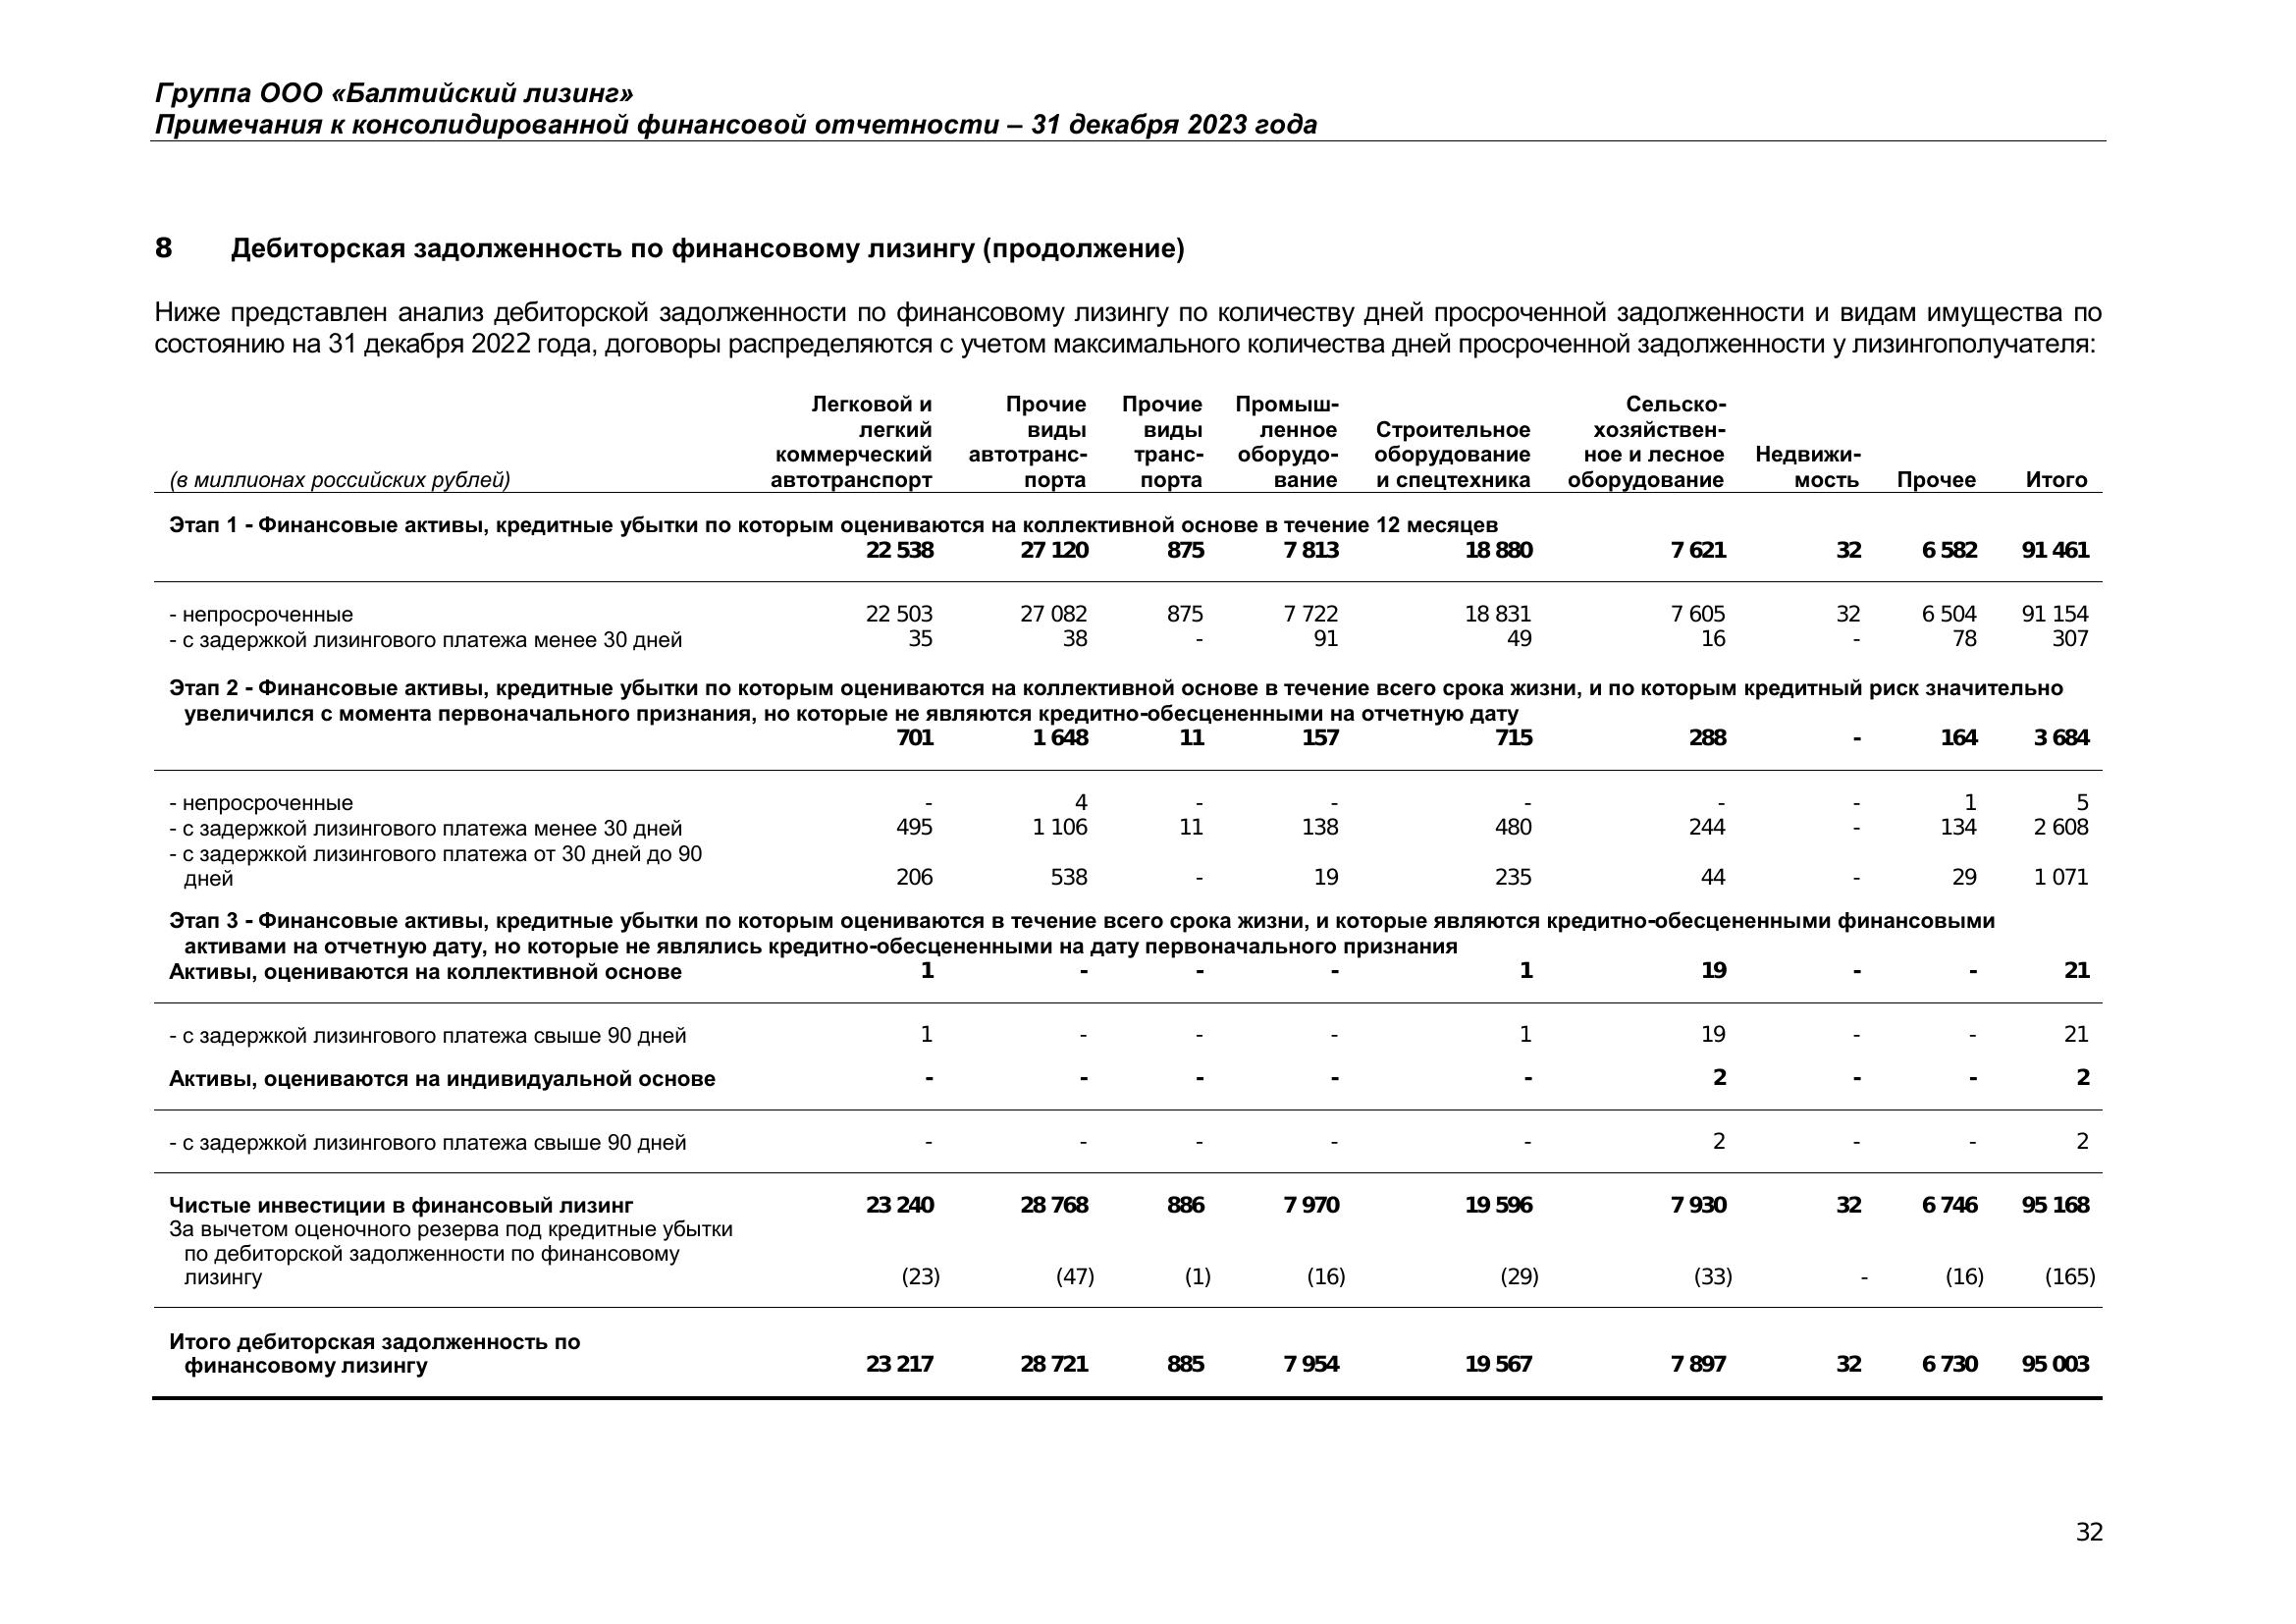 Группа ООО «Балтийский лизинг»
Примечания к консолидированной финансовой отчетности – 31 декабря 2023 года
8 Дебиторская задолженность по финансовому лизингу (продолжение)
Ниже представлен анализ дебиторской задолженности по финансовому лизингу по количеству дней просроченной задолженности и видам имущества по
состоянию на 31 декабря 2022 года, договоры распределяются с учетом максимального количества дней просроченной задолженности у лизингополучателя:
Легковой и Прочие Прочие Промыш- Сельско-
легкий виды виды ленное Строительное хозяйствен-
коммерческий автотранс- транс- оборудо- оборудование ное и лесное Недвижи-
(в миллионах российских рублей) автотранспорт порта порта вание и спецтехника оборудование мость Прочее Итого
Этап 1 - Финансовые активы, кредитные убытки по которым оцениваются на коллективной основе в течение 12 месяцев
22 538 27 120 875 7 813 18 880 7 621 32 6 582 91 461
- непросроченные 22 503 27 082 875 7 722 18 831 7 605 32 6 504 91 154
- с задержкой лизингового платежа менее 30 дней 35 38 - 91 49 16 - 78 307
Этап 2 - Финансовые активы, кредитные убытки по которым оцениваются на коллективной основе в течение всего срока жизни, и по которым кредитный риск значительно
увеличился с момента первоначального признания, но которые не являются кредитно-обесцененными на отчетную дату
701 1 648 11 157 715 288 - 164 3 684
- непросроченные - 4 - - - - - 1 5
- с задержкой лизингового платежа менее 30 дней 495 1 106 11 138 480 244 - 134 2 608
- с задержкой лизингового платежа от 30 дней до 90
дней 206 538 - 19 235 44 - 29 1 071
Этап 3 - Финансовые активы, кредитные убытки по которым оцениваются в течение всего срока жизни, и которые являются кредитно-обесцененными финансовыми
активами на отчетную дату, но которые не являлись кредитно-обесцененными на дату первоначального признания
Активы, оцениваются на коллективной основе 1 - - - 1 19 - - 21
- с задержкой лизингового платежа свыше 90 дней 1 - - - 1 19 - - 21
Активы, оцениваются на индивидуальной основе - - - - - 2 - - 2
- с задержкой лизингового платежа свыше 90 дней - - - - - 2 - - 2
Чистые инвестиции в финансовый лизинг 23 240 28 768 886 7 970 19 596 7 930 32 6 746 95 168
За вычетом оценочного резерва под кредитные убытки
по дебиторской задолженности по финансовому
лизингу (23) (47) (1) (16) (29) (33) - (16) (165)
Итого дебиторская задолженность по
финансовому лизингу 23 217 28 721 885 7 954 19 567 7 897 32 6 730 95 003
32